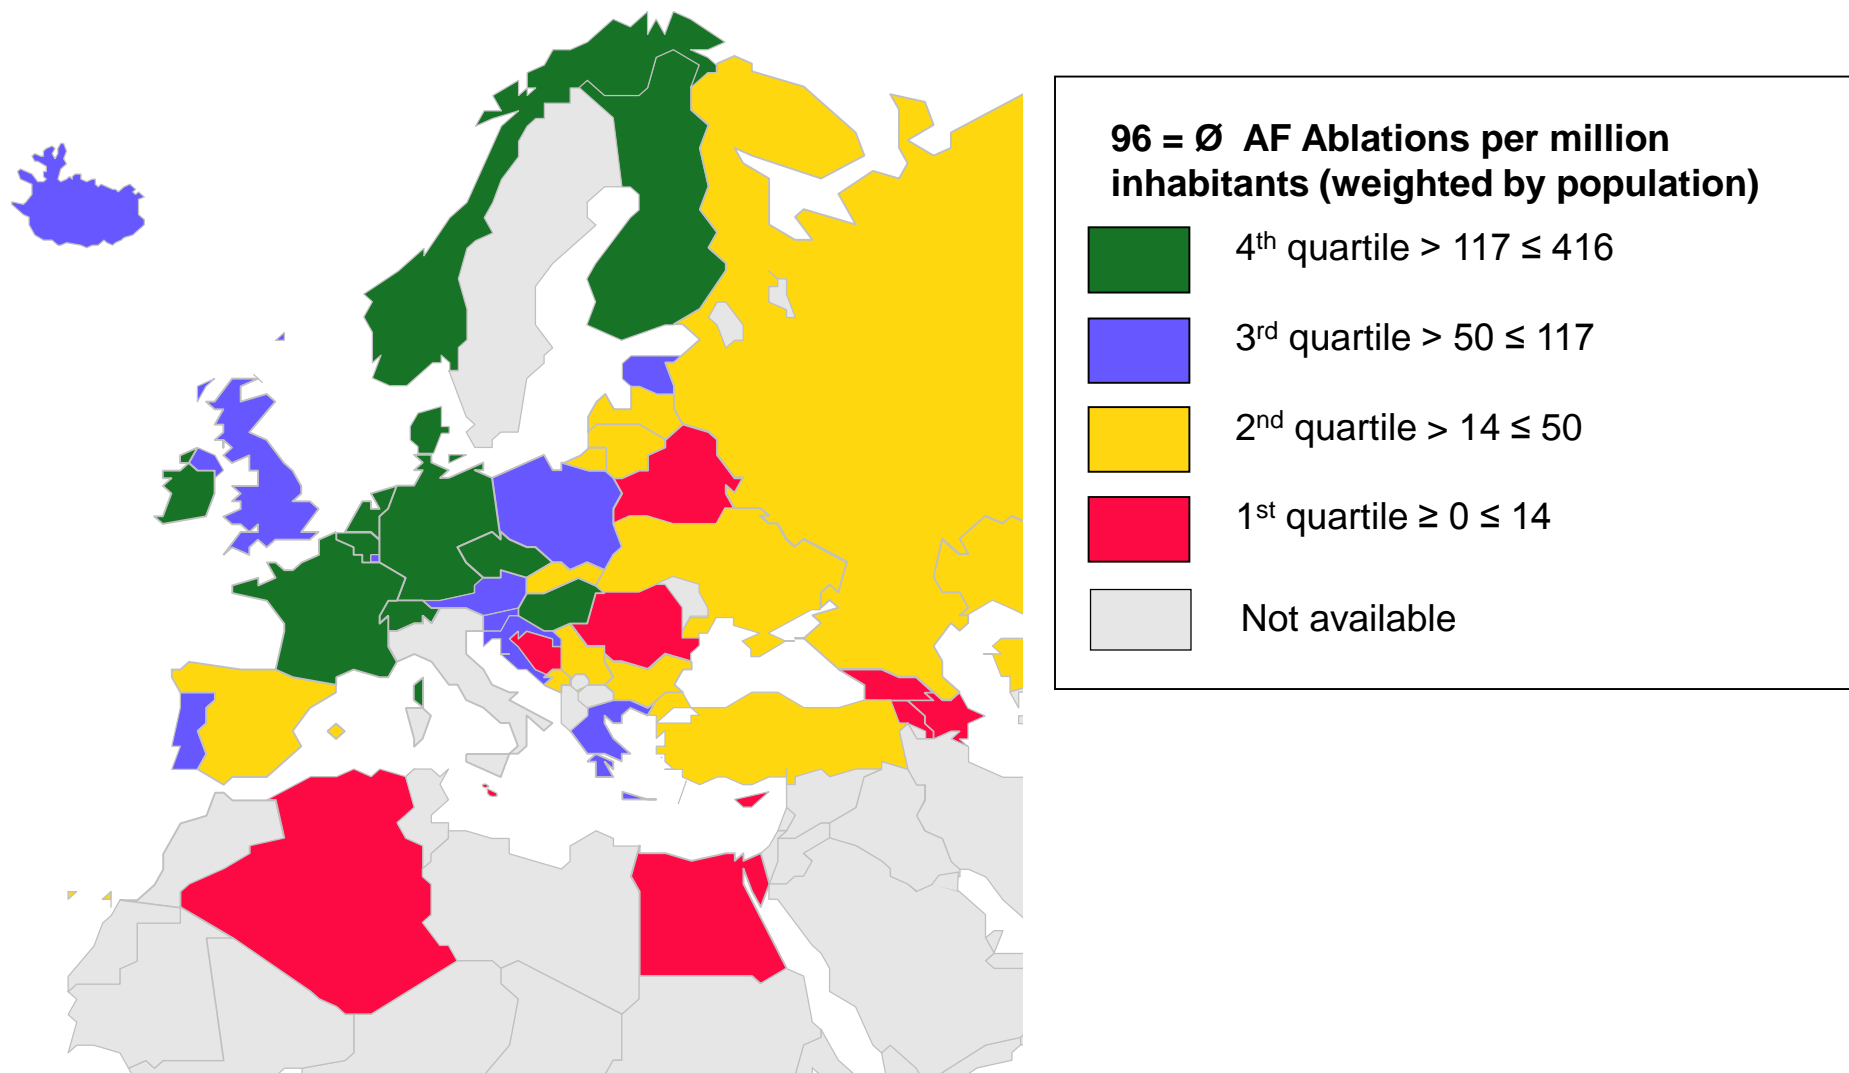 96 = Ø AF Ablations per million
inhabitants (weighted by population)
4th quartile > 117 ≤ 416
3rd quartile > 50 ≤ 117
2nd quartile > 14 ≤ 50
1st quartile ≥ 0 ≤ 14
Not available